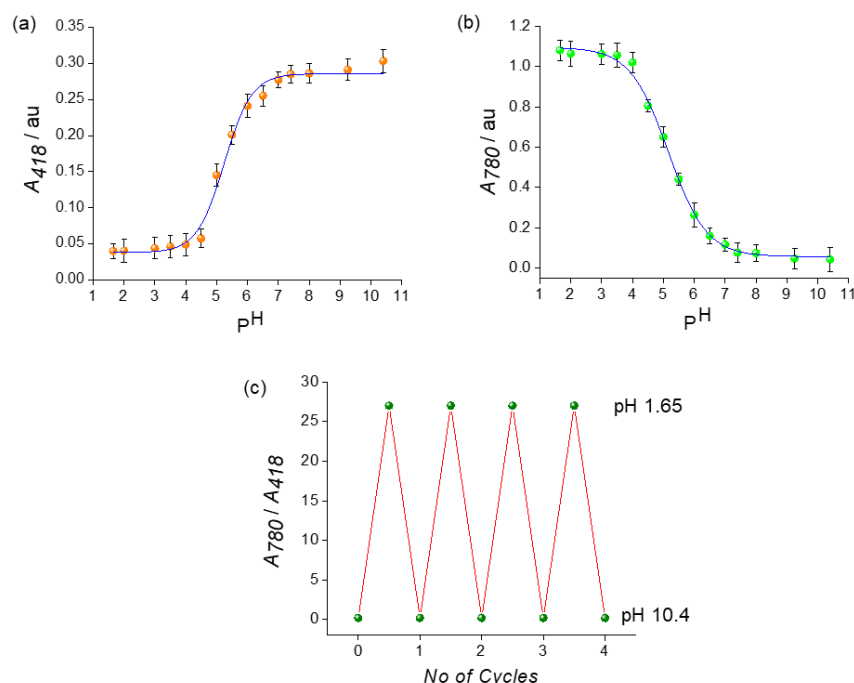 (a)
0.35
0.30
0.25
0.20
0.15
0.10
0.05
0.00
A418 / au
1 2 3 4 5 6 7 8 9 10 11
PH
(b)
1.2
1.0
0.8
0.6
0.4
0.2
0.0
A780 / au
1 2 3 4 5 6 7 8 9 10 11
PH
(c)
30
25
20
15
10
5
0
A780 / A418
pH 1.65
pH 10.4
0 1 2 3 4
No of Cycles